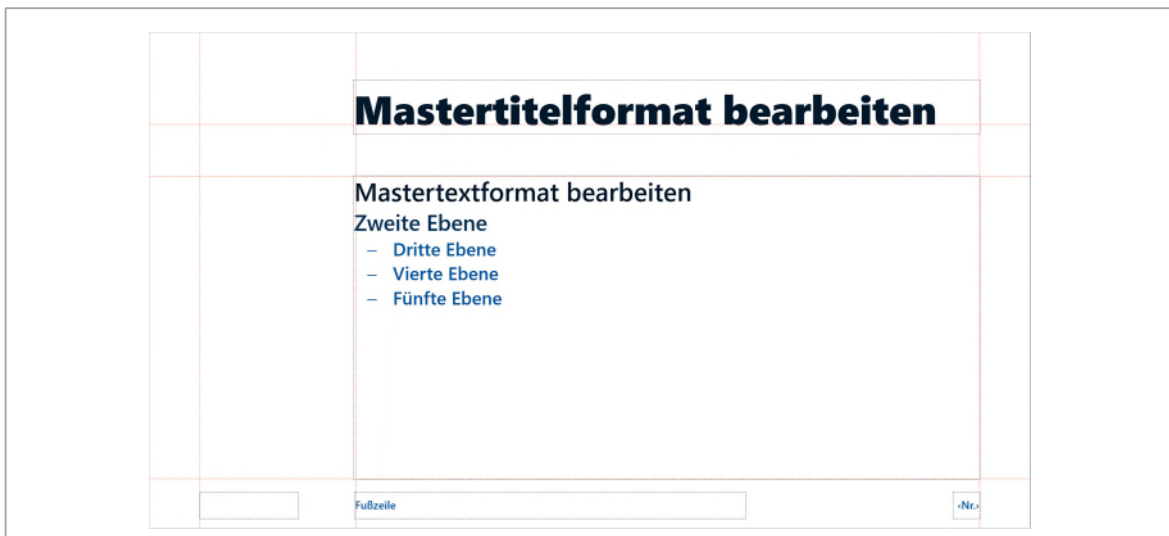 Mastertitelformat bearbeiten
Mastertextformat bearbeiten
Zweite Ebene
– Dritte Ebene
– Vierte Ebene
– Fünfte Ebene
Fußzeile
‹Nr.›